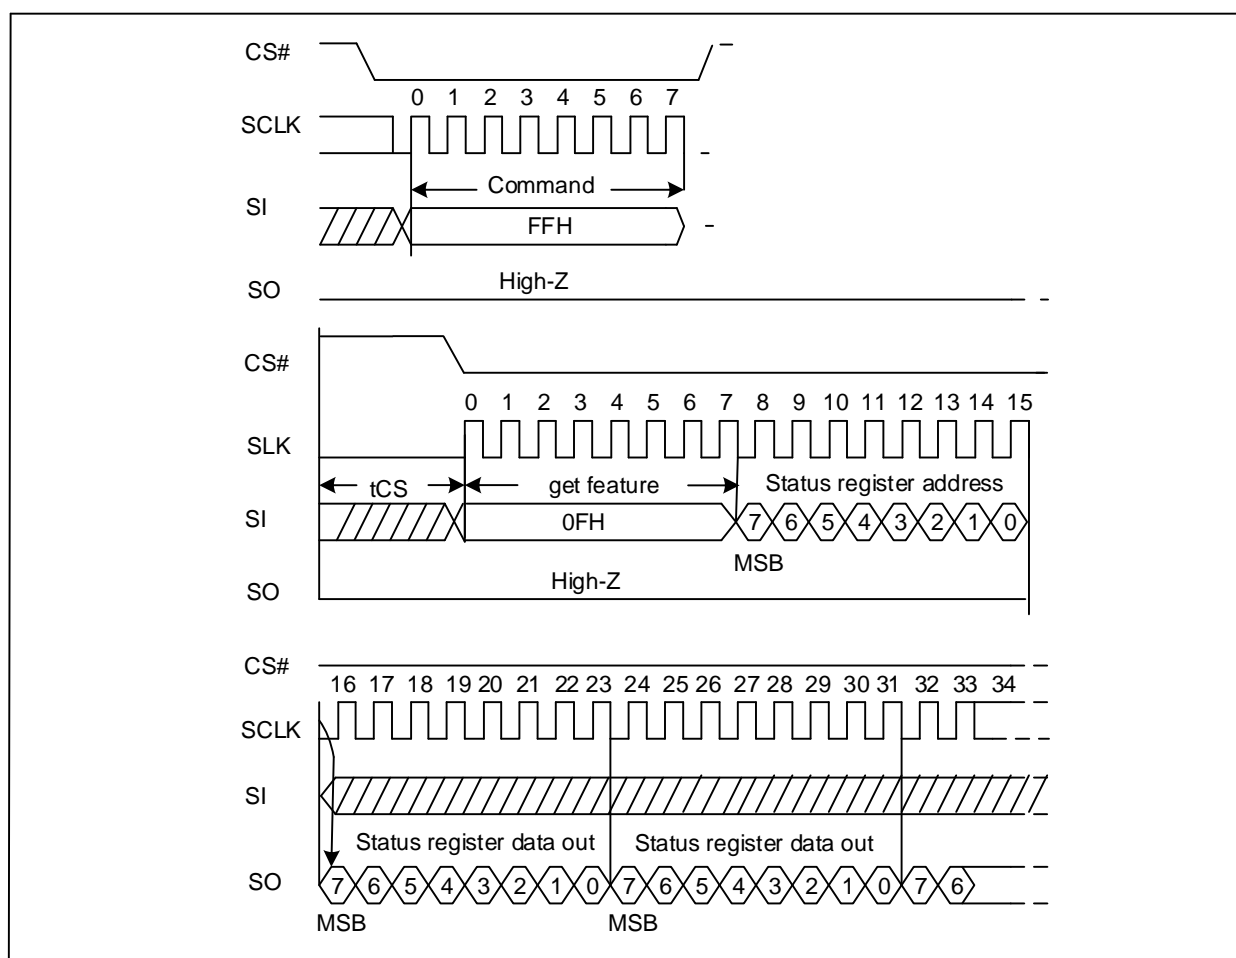 CS#
0 1 2 3 4 5 6 7
SCLK
Command
SI
FFH
High-Z
SO
CS#
0 1 2 3 4 5 6 7 8 9 10 11 12 13 14 15
SLK
tCS get feature Status register address
SI
0FH 7 6 5 4 3 2 1 0
MSB
High-Z
SO
CS#
16 17 18 19 20 21 22 23 24 25 26 27 28 29 30 31 32 33 34
SCLK
SI
Status register data out Status register data out
SO 7 6 5 4 3 2 1 0 7 6 5 4 3 2 1 0 7 6
MSB MSB